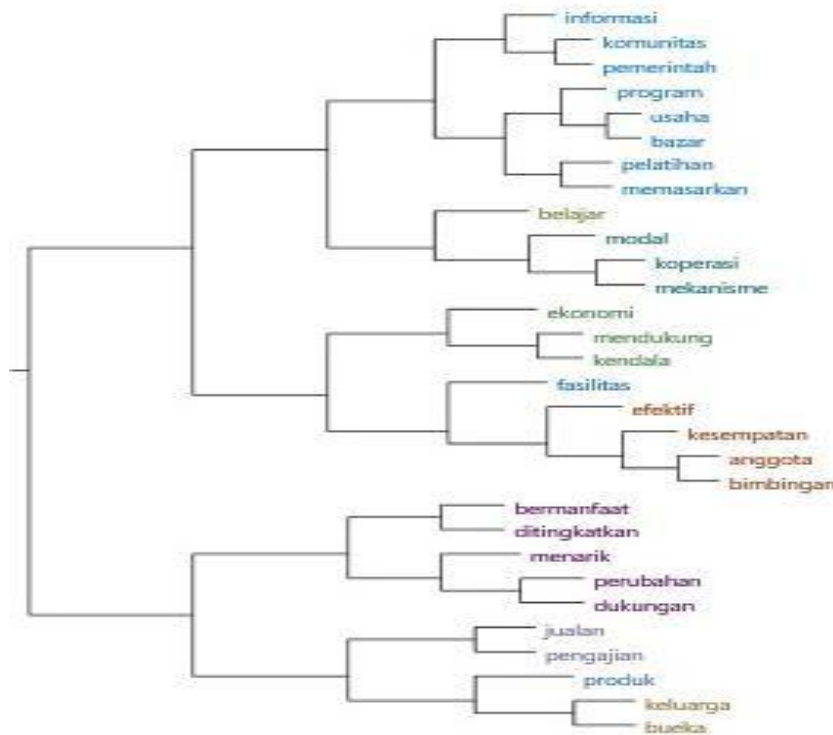 informasi
komunitas
pemerintah
program
usaha
bazar
pelatihan
memasarkan
belajar
modal
koperasi
mekanisme
ekonomi
mendukung
kendala
fasilitas
efektif
kesempatan
anggota
bimbingan
bermanfaat
ditingkatkan
menarik
perubahan
dukungan
jualan
pengajian
produk
keluarga
bueka